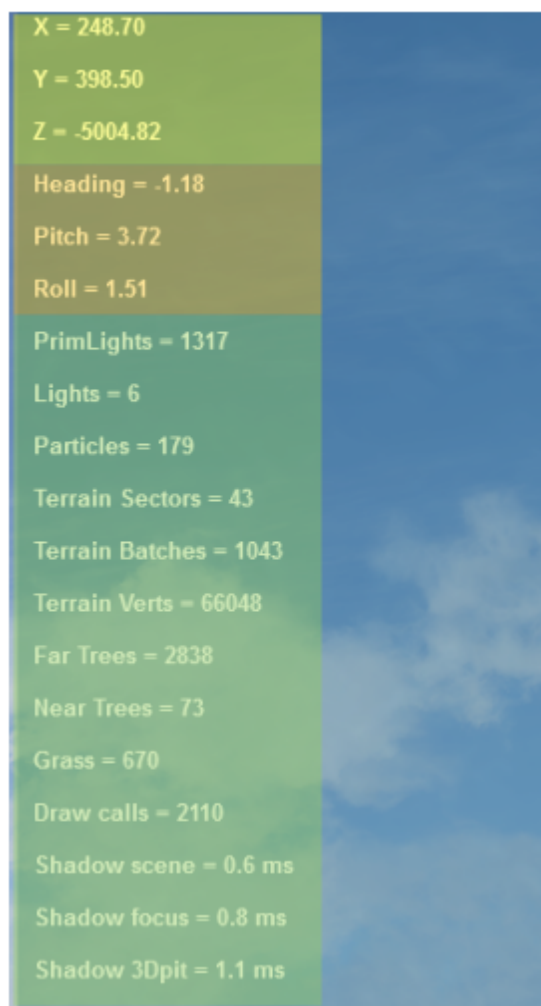 X = 248.70
Y = 398.50
Z = -5004.82
Heading = -1.18
Pitch = 3.72
Roll = 1.51
PrimLights = 1317
Lights = 6
Particles = 179
Terrain Sectors = 43
Terrain Batches = 1043
Terrain Verts = 66048
Far Trees = 2838
Near Trees = 73
Grass = 670
Draw calls = 2110
Shadow scene = 0.6 ms
Shadow focus = 0.8 ms
Shadow 3Dpit = 1.1 ms